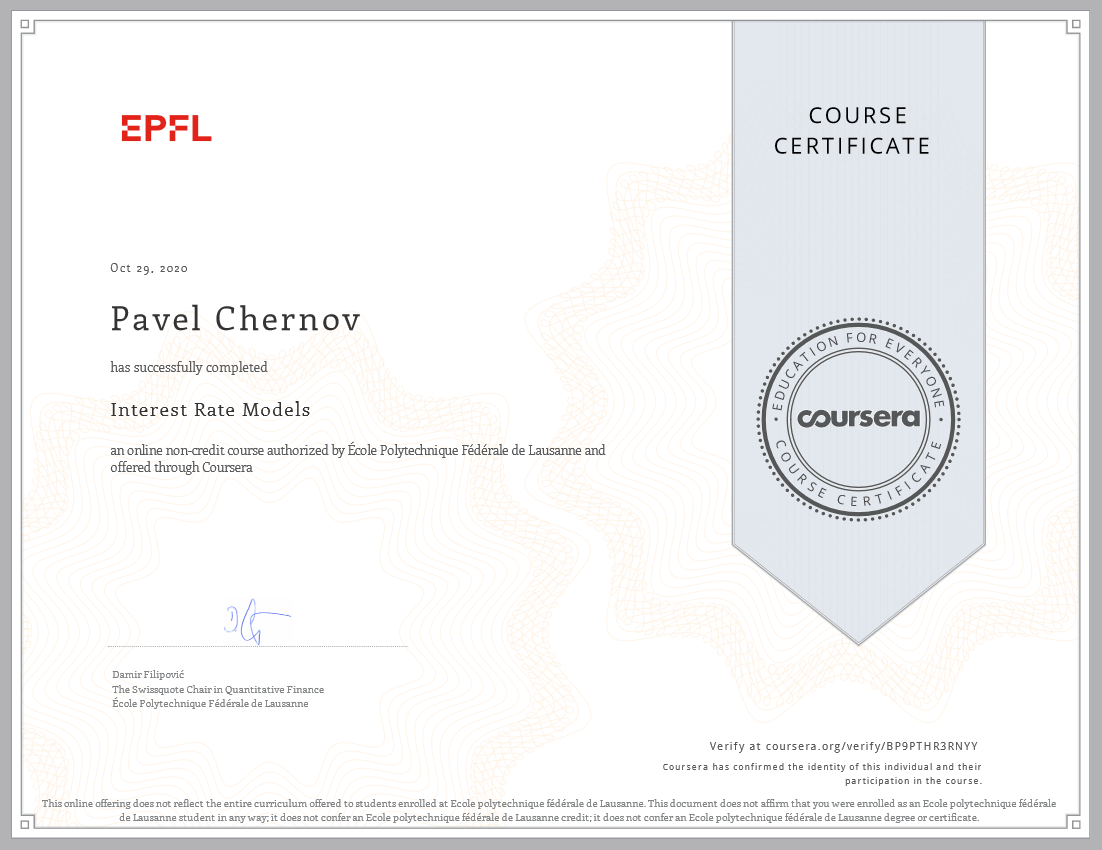 EPFL
COURSE
CERTIFICATE
Oct 29, 2020
Pavel Chernov
has successfully completed
Interest Rate Models
an online non-credit course authorized by École Polytechnique Fédérale de Lausanne and
offered through Coursera
EDUCATION FOR EVERYONE
coursera
COURSE CERTIFICATE
Damir Filipović
The Swissquote Chair in Quantitative Finance
École Polytechnique Fédérale de Lausanne
Verify at coursera.org/verify/BP9PTHR3RNYY
Coursera has confirmed the identity of this individual and their
participation in the course.
This online offering does not reflect the entire curriculum offered to students enrolled at Ecole polytechnique fédérale de Lausanne. This document does not affirm that you were enrolled as an Ecole polytechnique fédérale
de Lausanne student in any way; it does not confer an Ecole polytechnique fédérale de Lausanne credit; it does not confer an Ecole polytechnique fédérale de Lausanne degree or certificate.